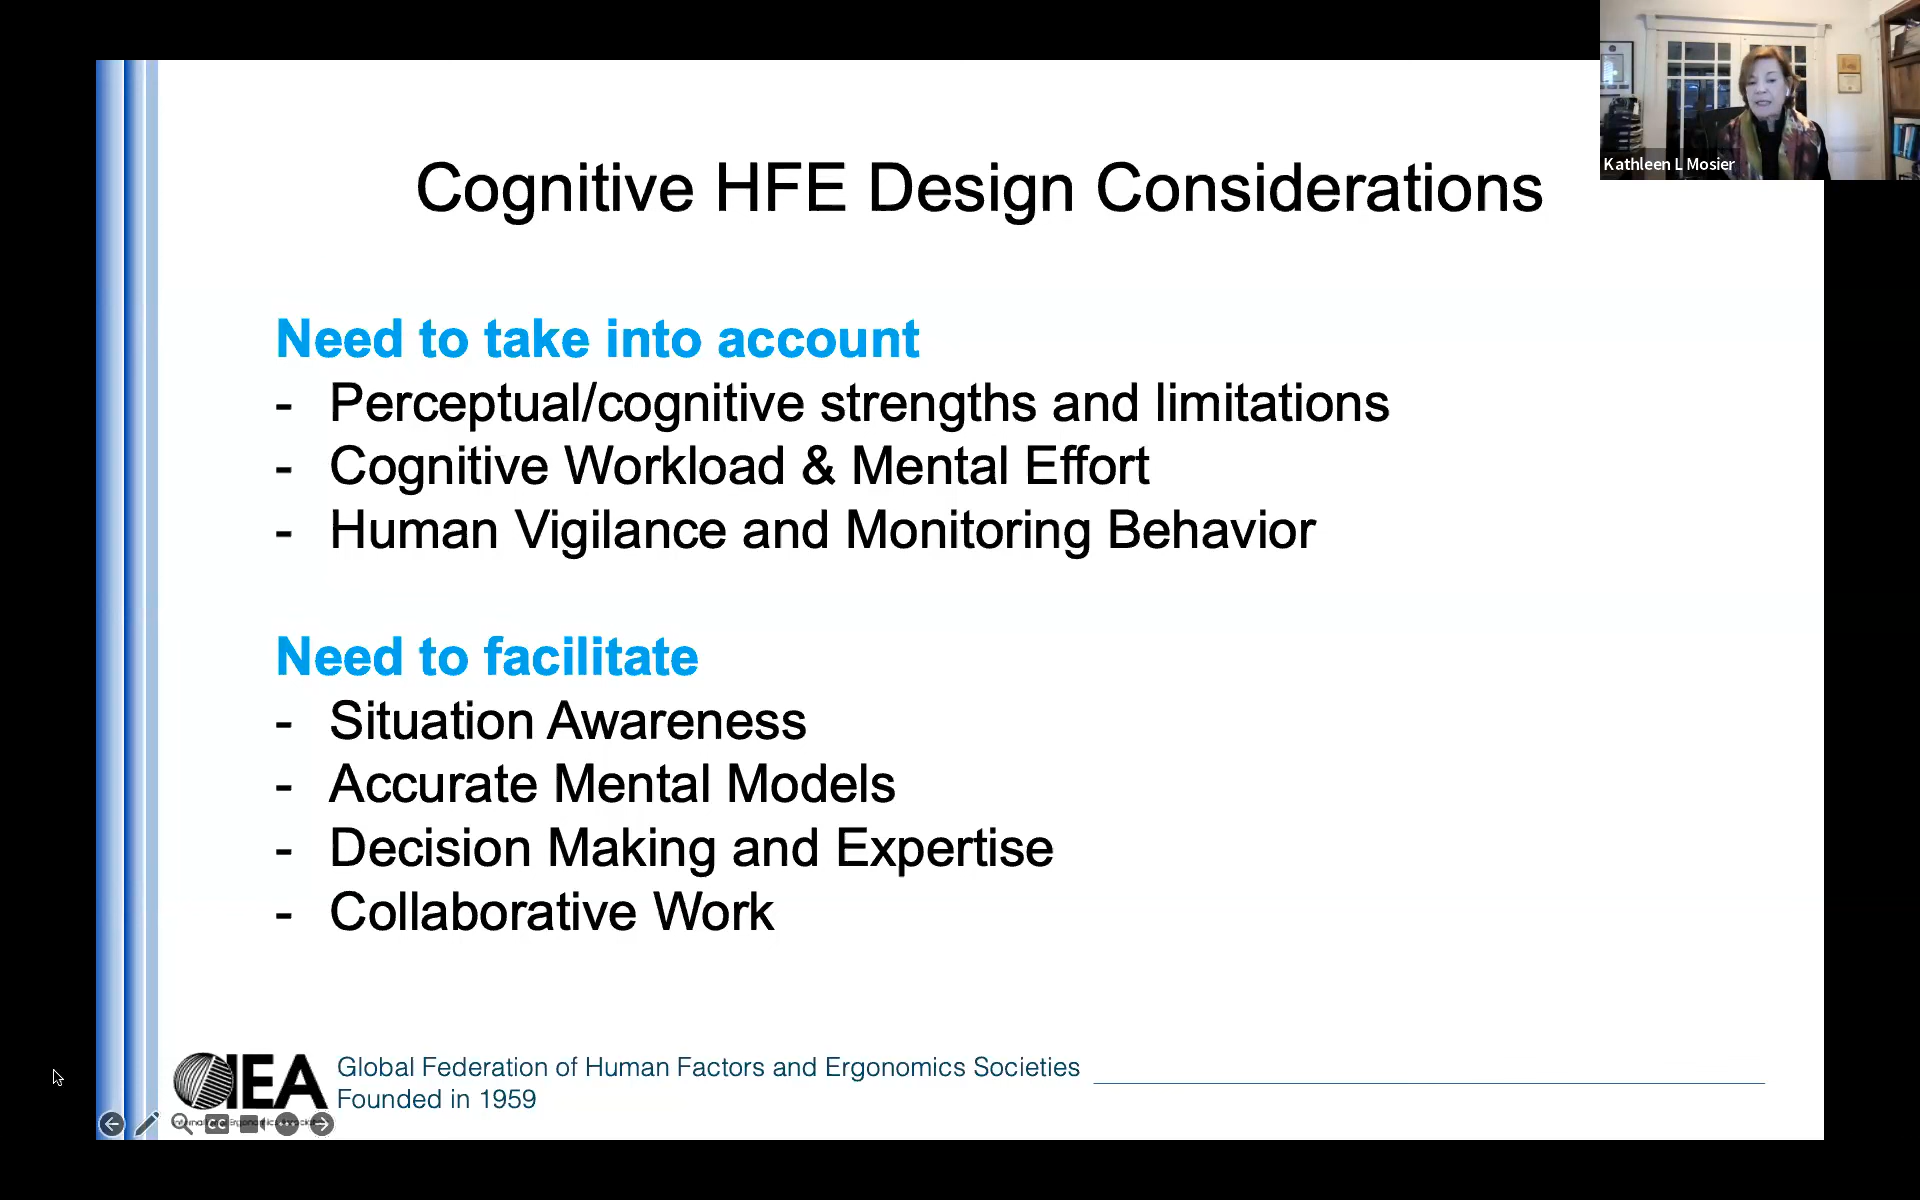 Kathleen L Mosier
Cognitive HFE Design Considerations
Need to take into account
- Perceptual/cognitive strengths and limitations
- Cognitive Workload & Mental Effort
- Human Vigilance and Monitoring Behavior
Need to facilitate
- Situation Awareness
- Accurate Mental Models
- Decision Making and Expertise
- Collaborative Work
IEA
Global Federation of Human Factors and Ergonomics Societies
Founded in 1959
CC